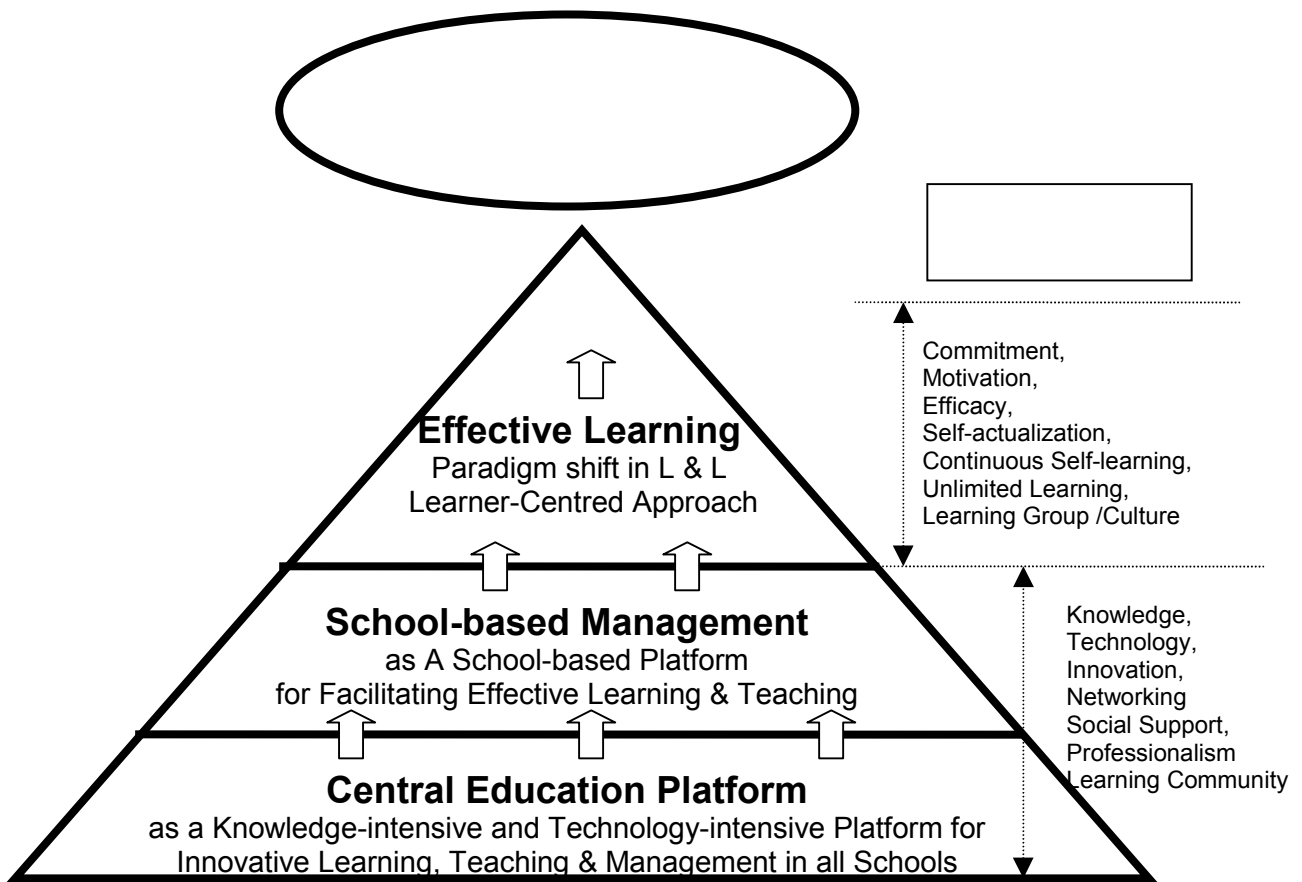 Commitment,
Motivation,
Efficacy,
Self-actualization,
Continuous Self-learning,
Unlimited Learning,
Learning Group /Culture
Effective Learning
Paradigm shift in L & L
Learner-Centred Approach
School-based Management
as A School-based Platform
for Facilitating Effective Learning & Teaching
Knowledge,
Technology,
Innovation,
Networking
Social Support,
Professionalism
Learning Community
Central Education Platform
as a Knowledge-intensive and Technology-intensive Platform for
Innovative Learning, Teaching & Management in all Schools